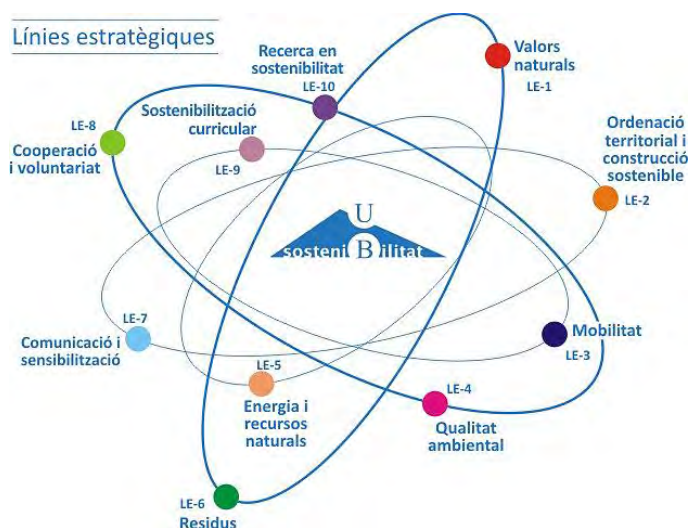 Línies estratègiques
Recerca en
sostenibilitat
LE-10
Valors
naturals
LE-1
LE-8
Cooperació
i voluntariat
Sostenibilització
curricular
LE-9
Ordenació
territorial i
construcció
sostenible
LE-2
U
B
sostenibilitat
LE-7
Comunicació i
sensibilització
Mobilitat
LE-3
LE-5
Energia i
recursos
naturals
LE-4
Qualitat
ambiental
LE-6
Residus